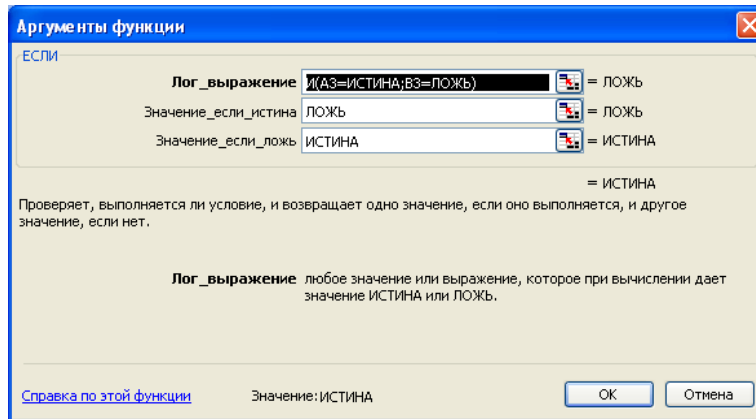 Аргументы функции
ЕСЛИ
Лог_выражение И(A3=ИСТИНА;B3=ЛОЖЬ) = ЛОЖЬ
Значение_если_истина ЛОЖЬ = ЛОЖЬ
Значение_если_ложь ИСТИНА = ИСТИНА
= ИСТИНА
Проверяет, выполняется ли условие, и возвращает одно значение, если оно выполняется, и другое
значение, если нет.
Лог_выражение любое значение или выражение, которое при вычислении дает
значение ИСТИНА или ЛОЖЬ.
Справка по этой функции Значение:ИСТИНА OK Отмена